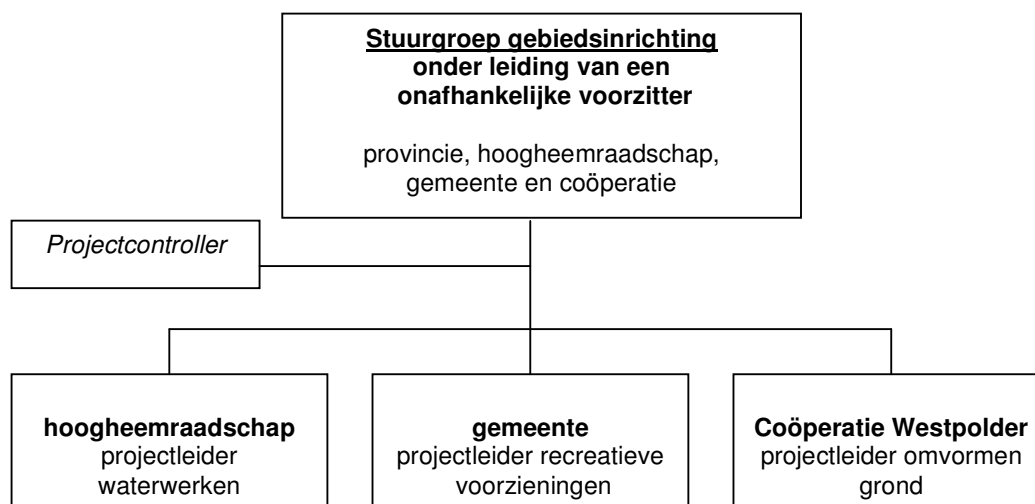 Stuurgroep gebiedsinrichting
onder leiding van een
onafhankelijke voorzitter
provincie, hoogheemraadschap,
gemeente en coöperatie
Projectcontroller
hoogheemraadschap
projectleider
waterwerken
gemeente
projectleider recreatieve
voorzieningen
Coöperatie Westpolder
projectleider omvormen
grond